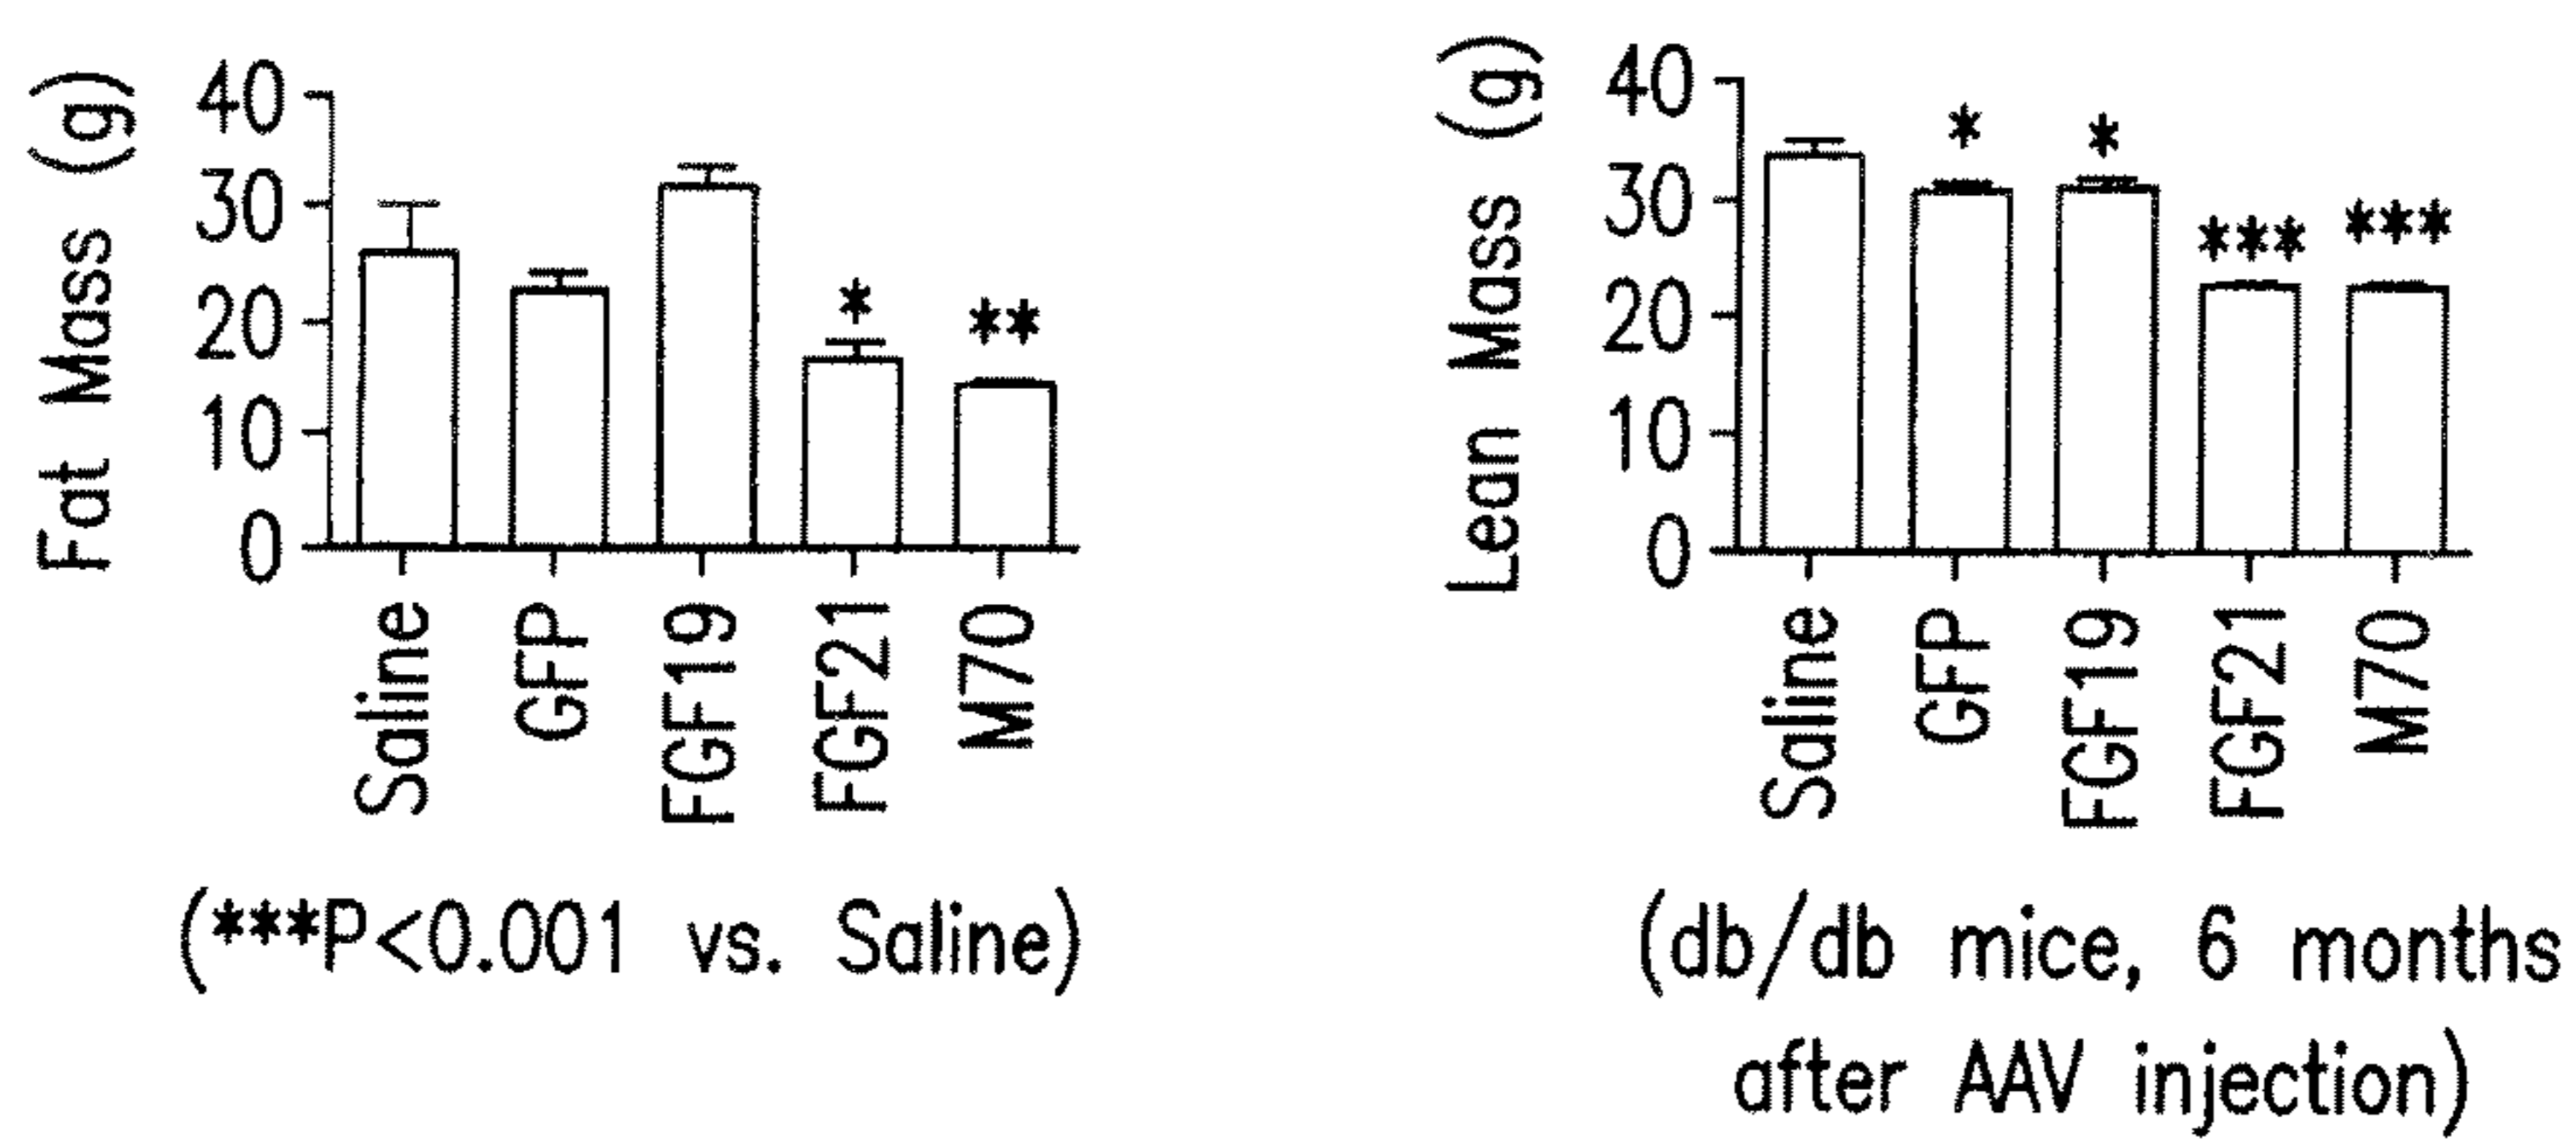 Fat Mass (g)
40
30
20
10
0
*
**
Saline
GFP
FGF19
FGF21
M70
(***P<0.001 vs. Saline)
Lean Mass (g)
40
30
20
10
0
*
*
***
***
Saline
GFP
FGF19
FGF21
M70
(db/db mice, 6 months
after AAV injection)